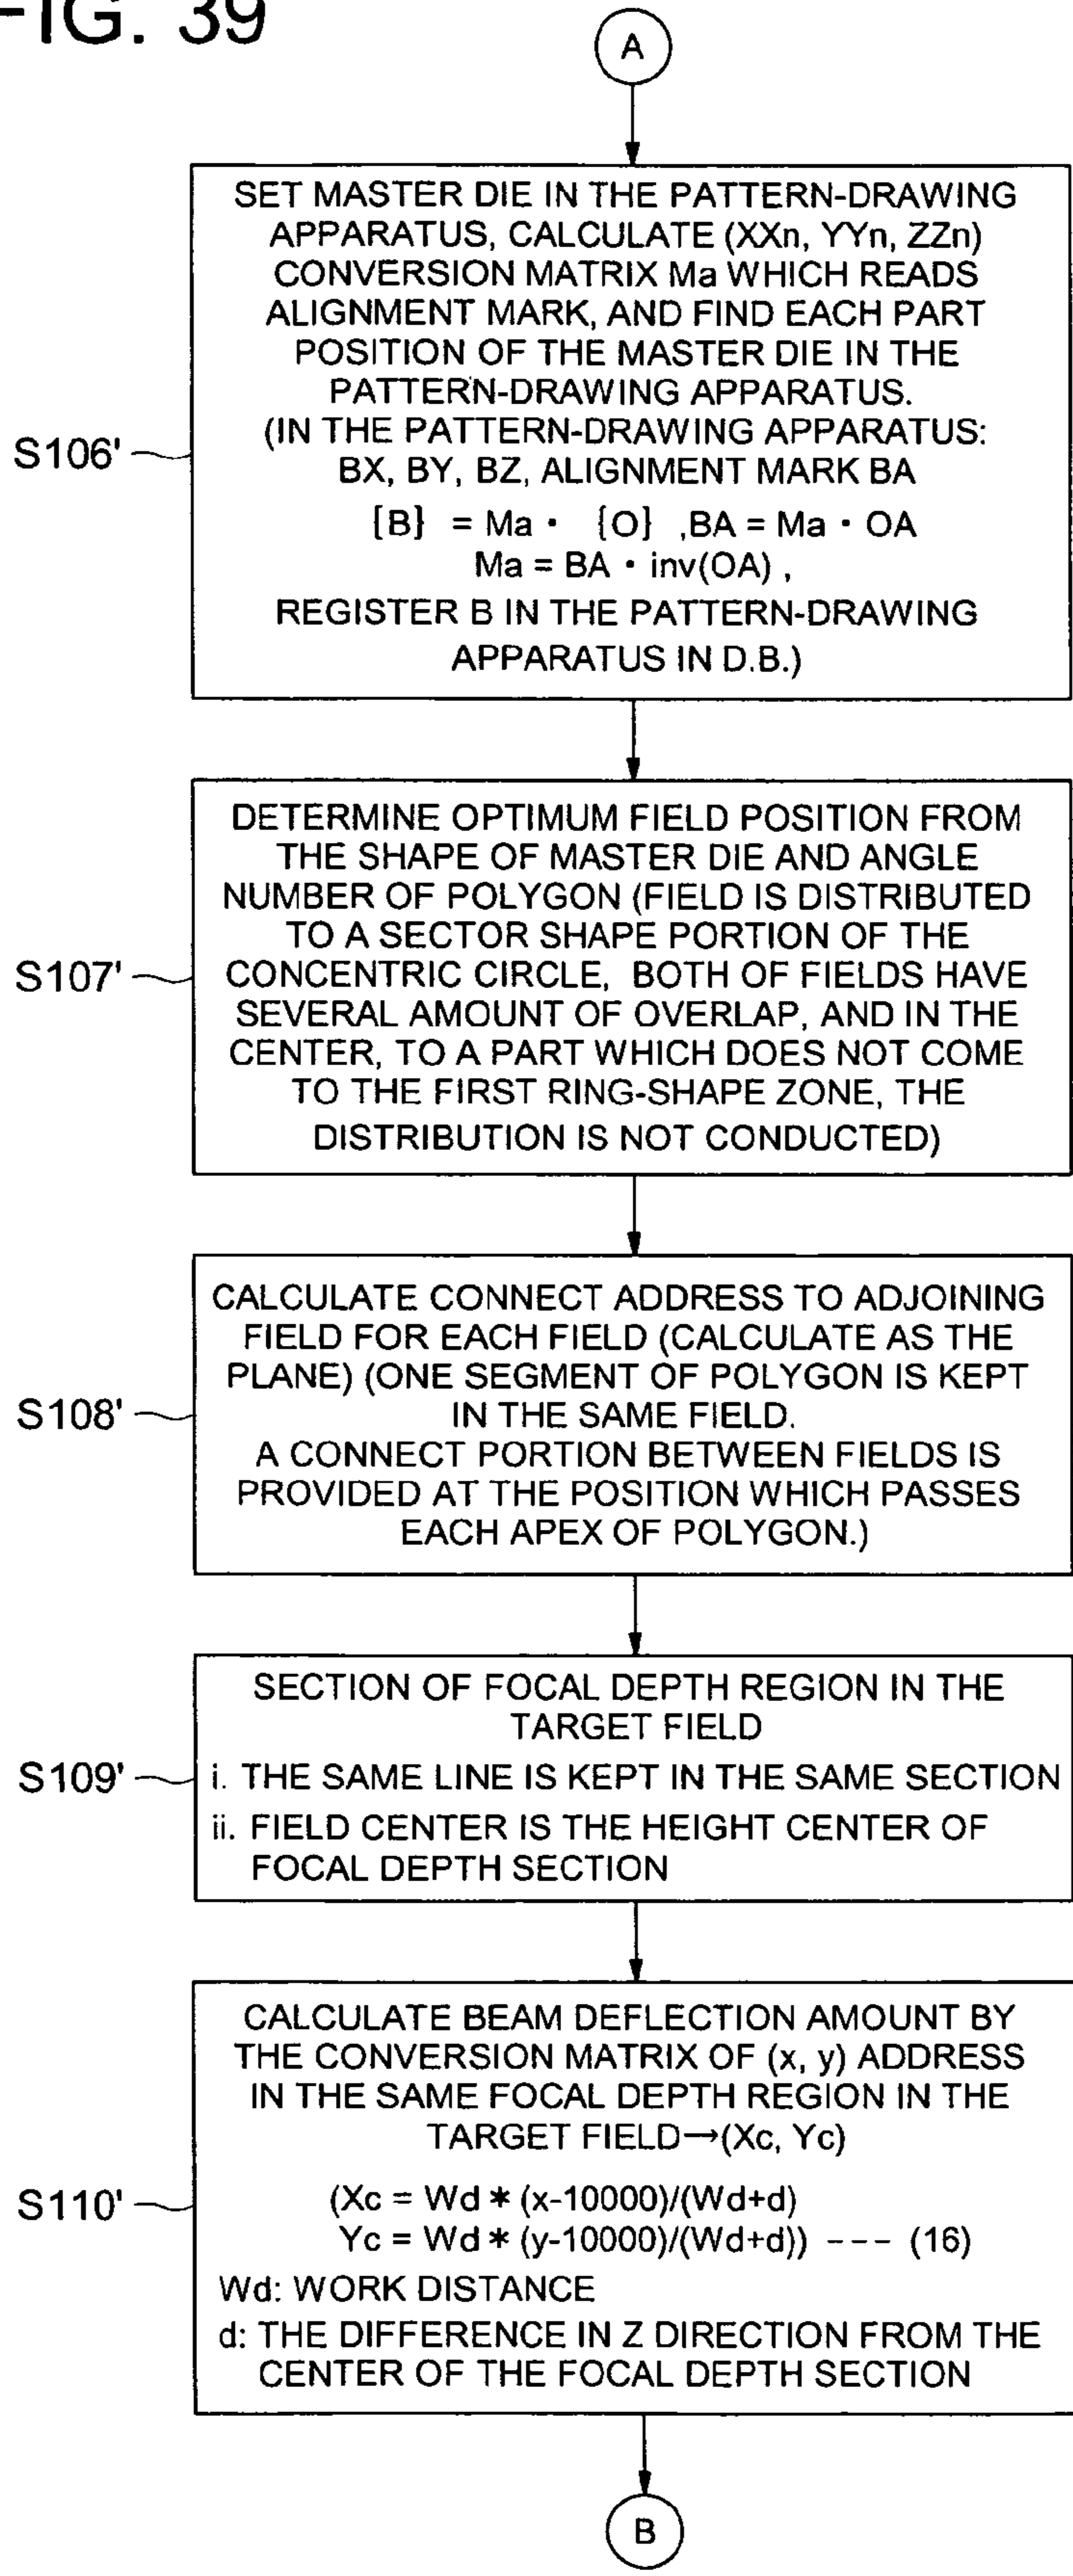 FIG. 39
A
SET MASTER DIE IN THE PATTERN-DRAWING
APPARATUS, CALCULATE (XXn, YYn, ZZn)
CONVERSION MATRIX Ma WHICH READS
ALIGNMENT MARK, AND FIND EACH PART
POSITION OF THE MASTER DIE IN THE
PATTERN-DRAWING APPARATUS.
(IN THE PATTERN-DRAWING APPARATUS:
BX, BY, BZ, ALIGNMENT MARK BA
[B} = Ma · {O} ,BA = Ma · OA
Ma = BA · inv(OA) ,
REGISTER B IN THE PATTERN-DRAWING
APPARATUS IN D.B.)
S106'
DETERMINE OPTIMUM FIELD POSITION FROM
THE SHAPE OF MASTER DIE AND ANGLE
NUMBER OF POLYGON (FIELD IS DISTRIBUTED
TO A SECTOR SHAPE PORTION OF THE
CONCENTRIC CIRCLE, BOTH OF FIELDS HAVE
SEVERAL AMOUNT OF OVERLAP, AND IN THE
CENTER, TO A PART WHICH DOES NOT COME
TO THE FIRST RING-SHAPE ZONE, THE
DISTRIBUTION IS NOT CONDUCTED)
S107'
CALCULATE CONNECT ADDRESS TO ADJOINING
FIELD FOR EACH FIELD (CALCULATE AS THE
PLANE) (ONE SEGMENT OF POLYGON IS KEPT
IN THE SAME FIELD.
A CONNECT PORTION BETWEEN FIELDS IS
PROVIDED AT THE POSITION WHICH PASSES
EACH APEX OF POLYGON.)
S108'
SECTION OF FOCAL DEPTH REGION IN THE
TARGET FIELD
i. THE SAME LINE IS KEPT IN THE SAME SECTION
ii. FIELD CENTER IS THE HEIGHT CENTER OF
FOCAL DEPTH SECTION
S109'
CALCULATE BEAM DEFLECTION AMOUNT BY
THE CONVERSION MATRIX OF (x, y) ADDRESS
IN THE SAME FOCAL DEPTH REGION IN THE
TARGET FIELD→(Xc, Yc)
(Xc = Wd * (x-10000)/(Wd+d)
Yc = Wd * (y-10000)/(Wd+d)) --- (16)
Wd: WORK DISTANCE
d: THE DIFFERENCE IN Z DIRECTION FROM THE
CENTER OF THE FOCAL DEPTH SECTION
S110'
B